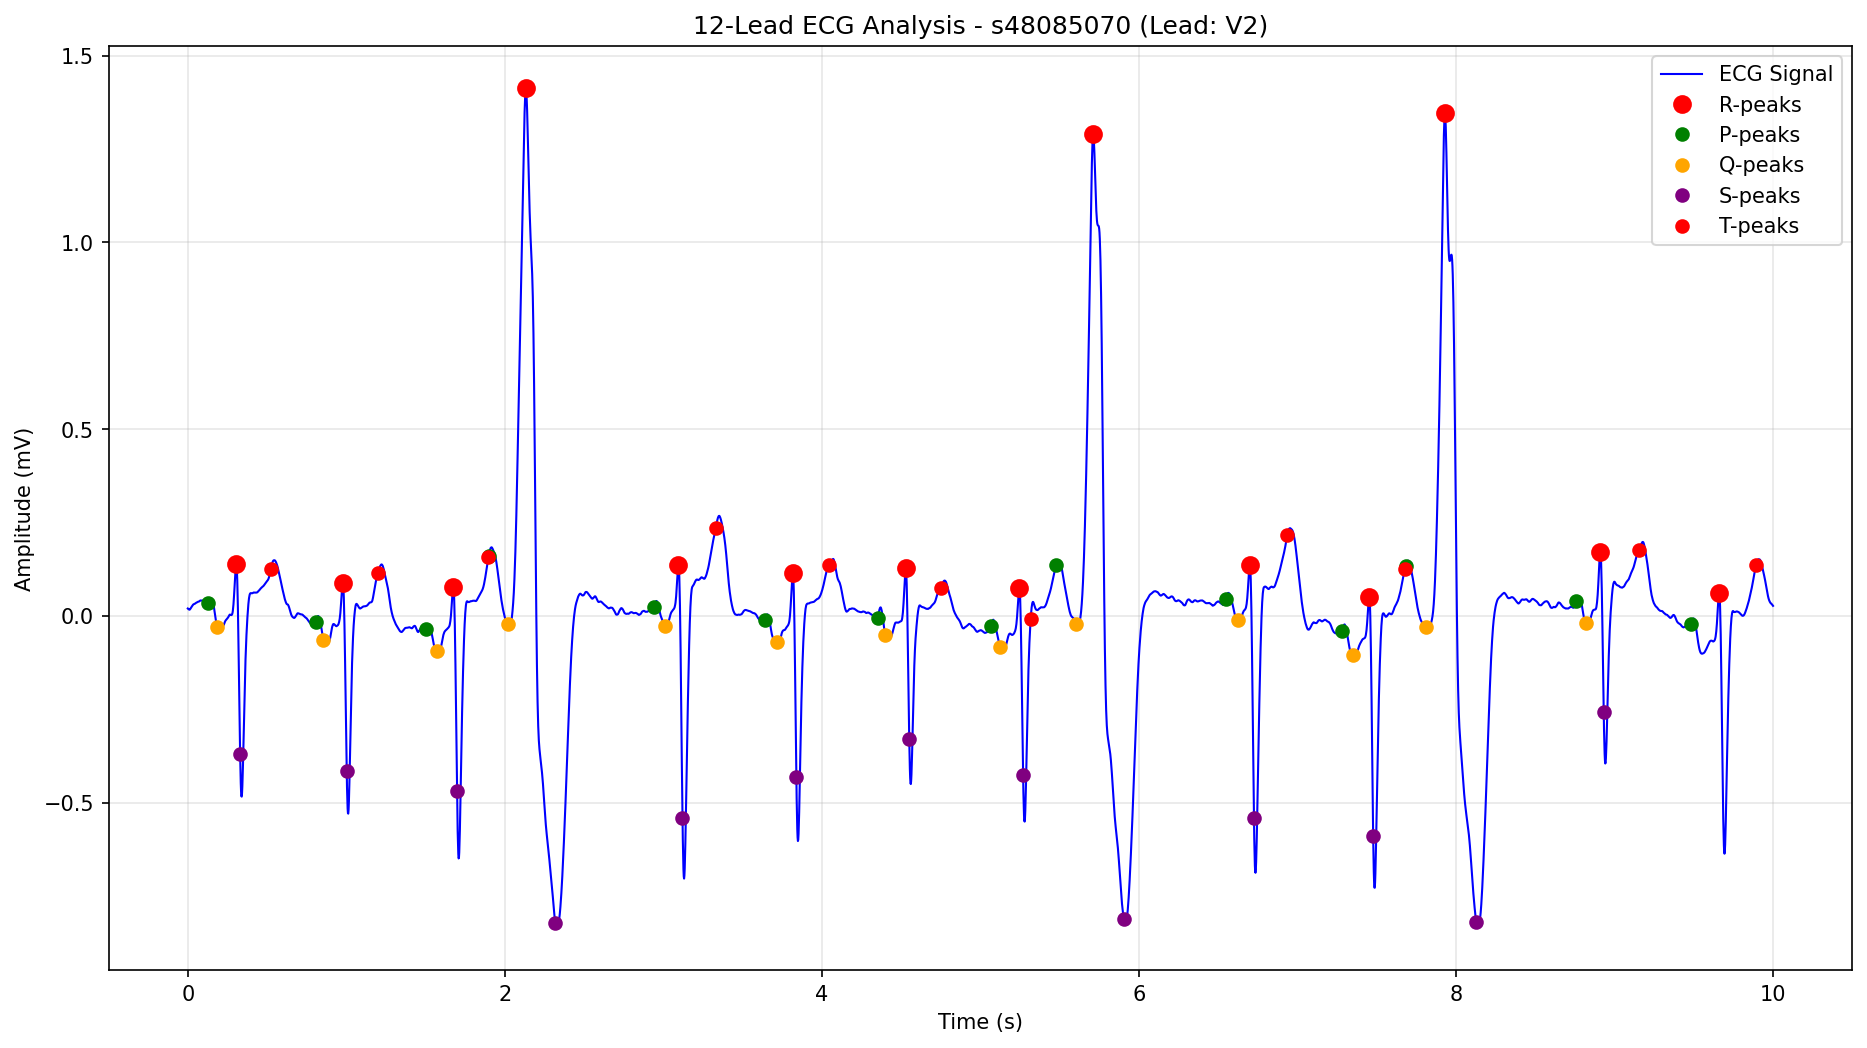 12-Lead ECG Analysis - s48085070 (Lead: V2)
ECG Signal
R-peaks
P-peaks
Q-peaks
S-peaks
T-peaks
1.5
1.0
0.5
0.0
−0.5
Amplitude (mV)
0 2 4 6 8 10
Time (s)